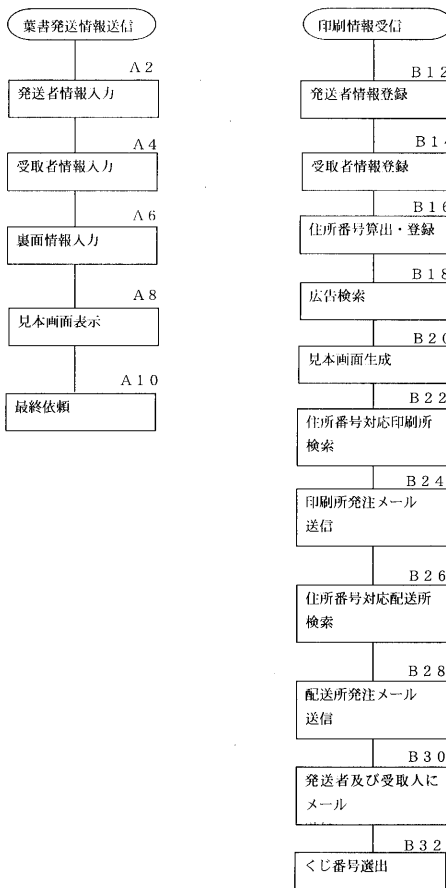 葉書発送情報送信
A2
発送者情報入力
A4
受取者情報入力
A6
裏面情報入力
A8
見本画面表示
A10
最終依頼
印刷情報受信
B12
発送者情報登録
B14
受取者情報登録
B16
住所番号算出・登録
B18
広告検索
B20
見本画面生成
B22
住所番号対応印刷所
検索
B24
印刷所発注メール
送信
B26
住所番号対応配送所
検索
B28
配送所発注メール
送信
B30
発送者及び受取人に
メール
B32
くじ番号選出